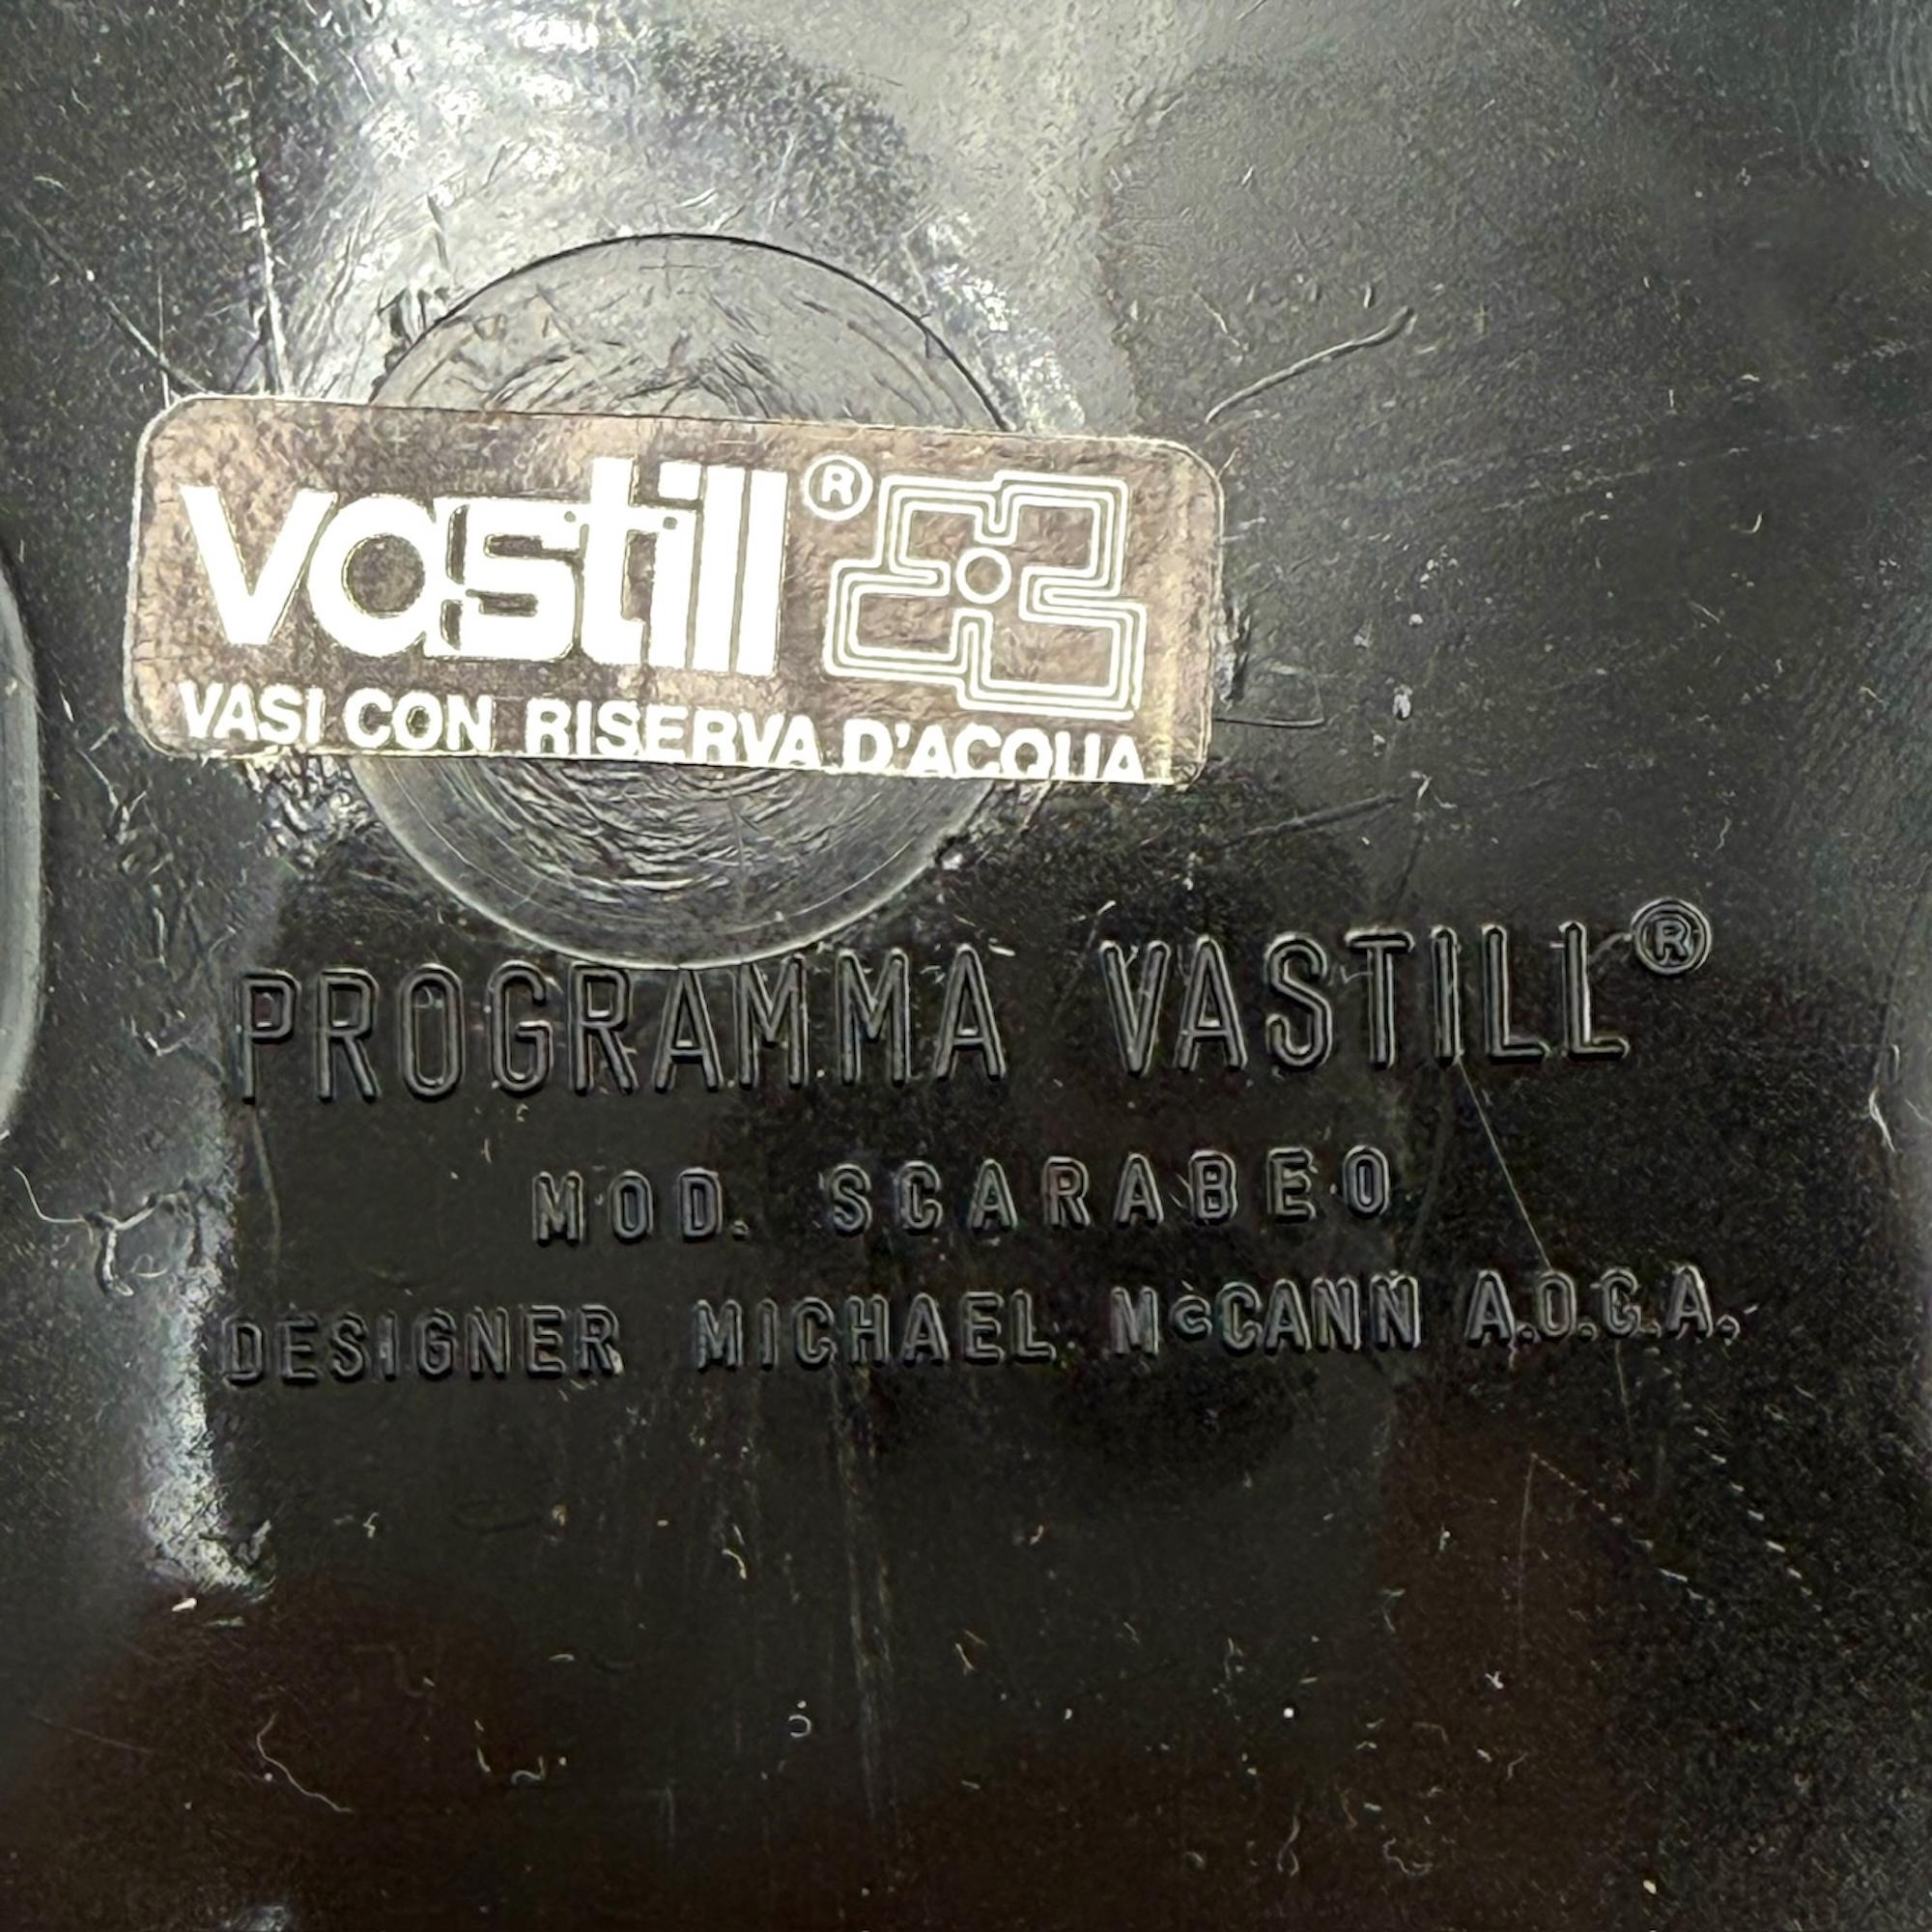 vastill®
VASI CON RISERVA D'ACQUA
PROGRAMMA VASTILL®
MOD. SCARABEO
DESIGNER MICHAEL McCANN A.O.C.A.